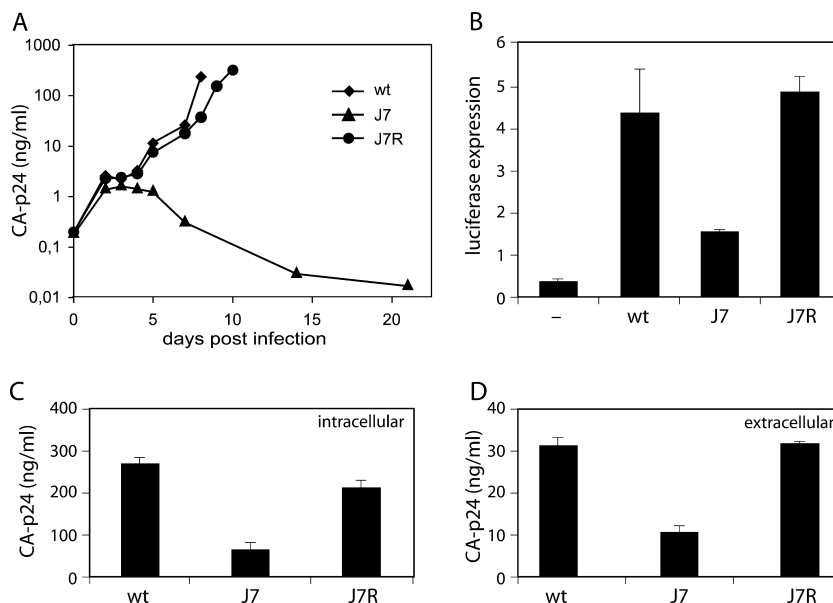 A
CA-p24 (ng/ml)
1000
100
10
1
0,1
0,01
0
5
10
15
20
days post infection
wt
J7
J7R
B
luciferase expression
6
5
4
3
2
1
0
–
wt
J7
J7R
C
CA-p24 (ng/ml)
400
300
200
100
0
intracellular
wt
J7
J7R
D
CA-p24 (ng/ml)
40
30
20
10
0
extracellular
wt
J7
J7R